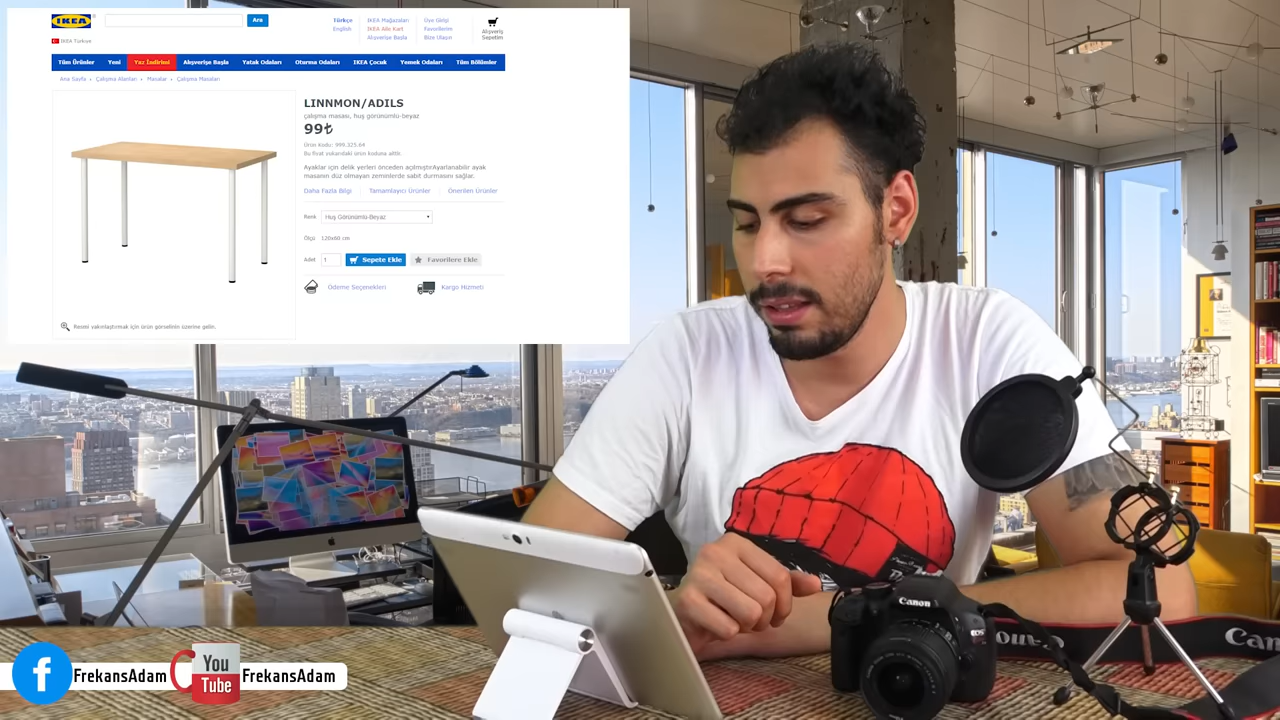 IKEA
Ara
Türkçe
English
IKEA Mağazaları
IKEA Aile Kart
Alışverişe Başla
Üye Girişi
Favorilerim
Bize Ulaşın
Alışveriş
Sepetim
IKEA Türkiye
Tüm Ürünler Yeni Yaz İndirimi Alışverişe Başla Yatak Odaları Oturma Odaları IKEA Çocuk Yemek Odaları Tüm Bölümler
Ana Sayfa › Çalışma Alanları › Masalar › Çalışma Masaları
LINNMON/ADILS
çalışma masası, huş görünümlü-beyaz
99₺
Ürün Kodu: 999.325.64
Bu fiyat yukarıdaki ürün koduna aittir.
Ayaklar için delik yerleri önceden açılmıştırAyarlanabilir ayak
masanın düz olmayan zeminlerde sabit durmasını sağlar.
Daha Fazla Bilgi Tamamlayıcı Ürünler Önerilen Ürünler
Renk Huş Görünümlü-Beyaz
Ölçü 120x60 cm
Adet 1 Sepete Ekle Favorilere Ekle
Ödeme Seçenekleri Kargo Hizmeti
Resmi yakınlaştırmak için ürün görselinin üzerine gelin.
Canon
EOS
Can
f FrekansAdam You Tube FrekansAdam